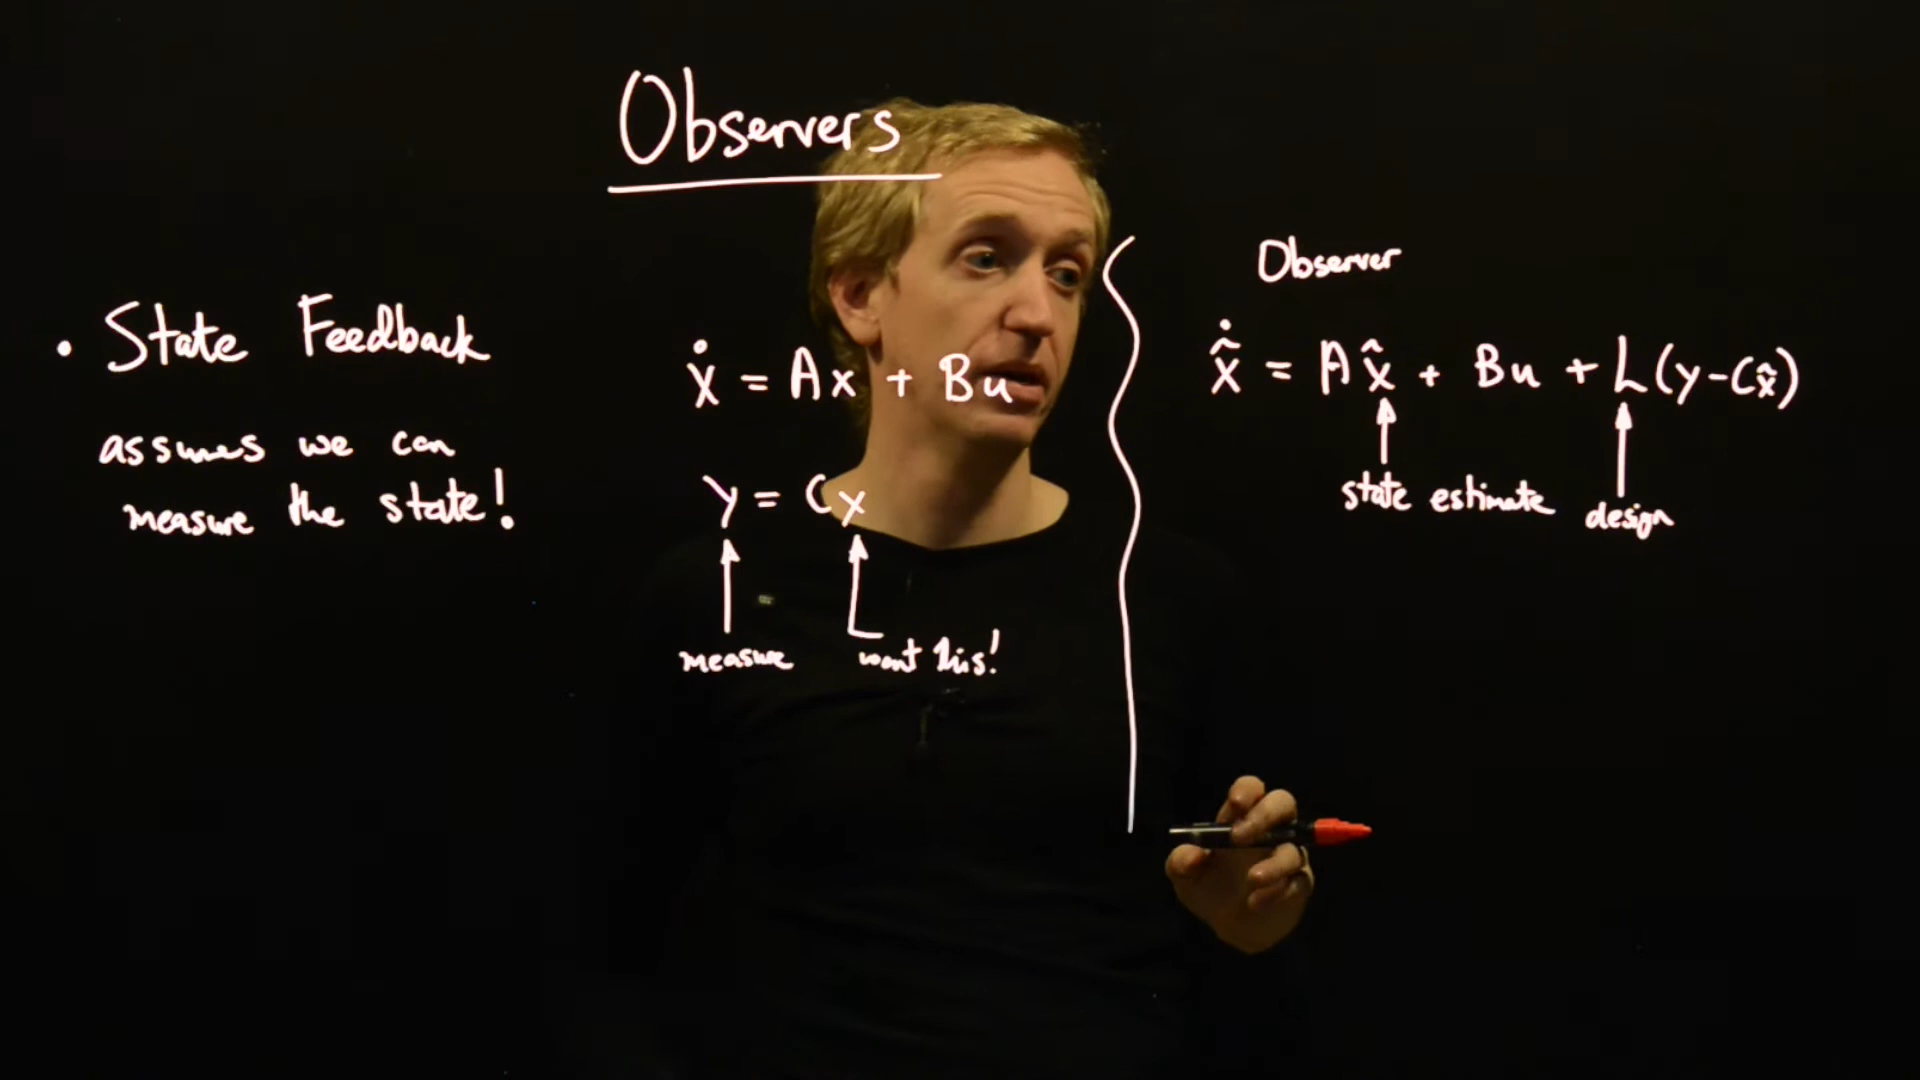 Observers
• State Feedback
assumes we can
measure the state!
ẋ = Ax + Bu
y = Cx
measure
want this!
Observer
x̂̇ = Ax̂ + Bu + L(y-Cx̂)
state estimate
design